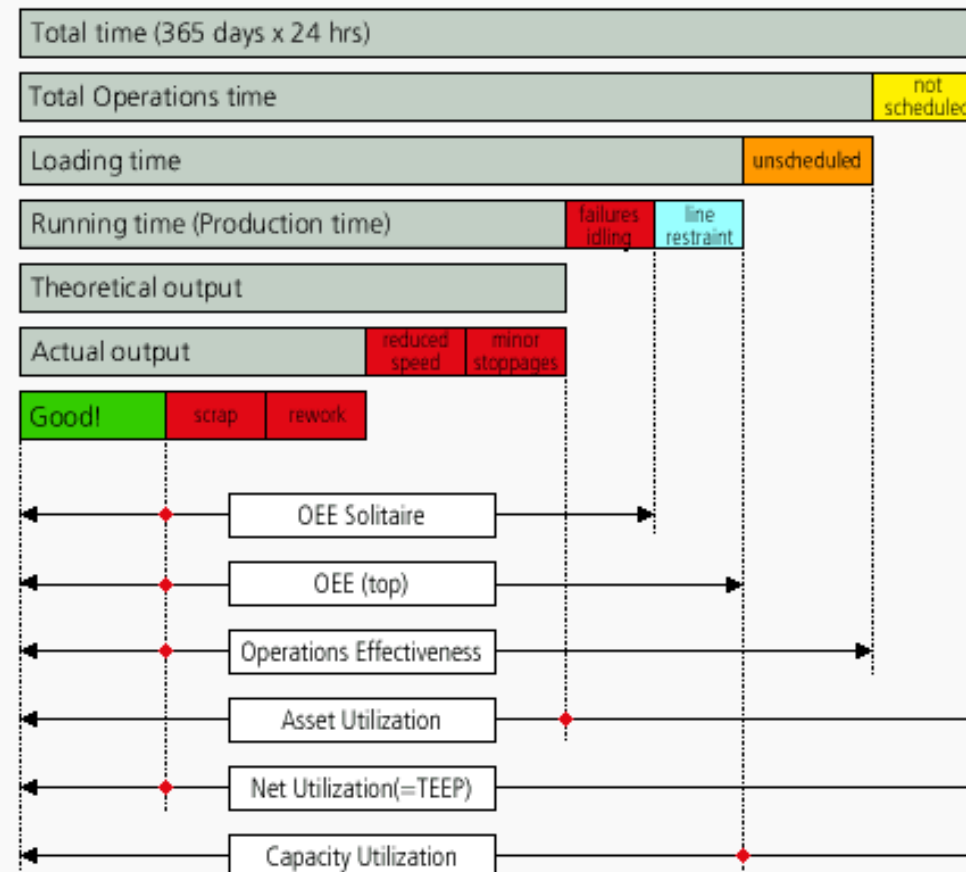 Total time (365 days x 24 hrs)
Total Operations time
not
scheduled
Loading time
unscheduled
Running time (Production time)
failures
idling
line
restraint
Theoretical output
Actual output
reduced
speed
minor
stoppages
Good!
scrap
rework
OEE Solitaire
OEE (top)
Operations Effectiveness
Asset Utilization
Net Utilization(=TEEP)
Capacity Utilization